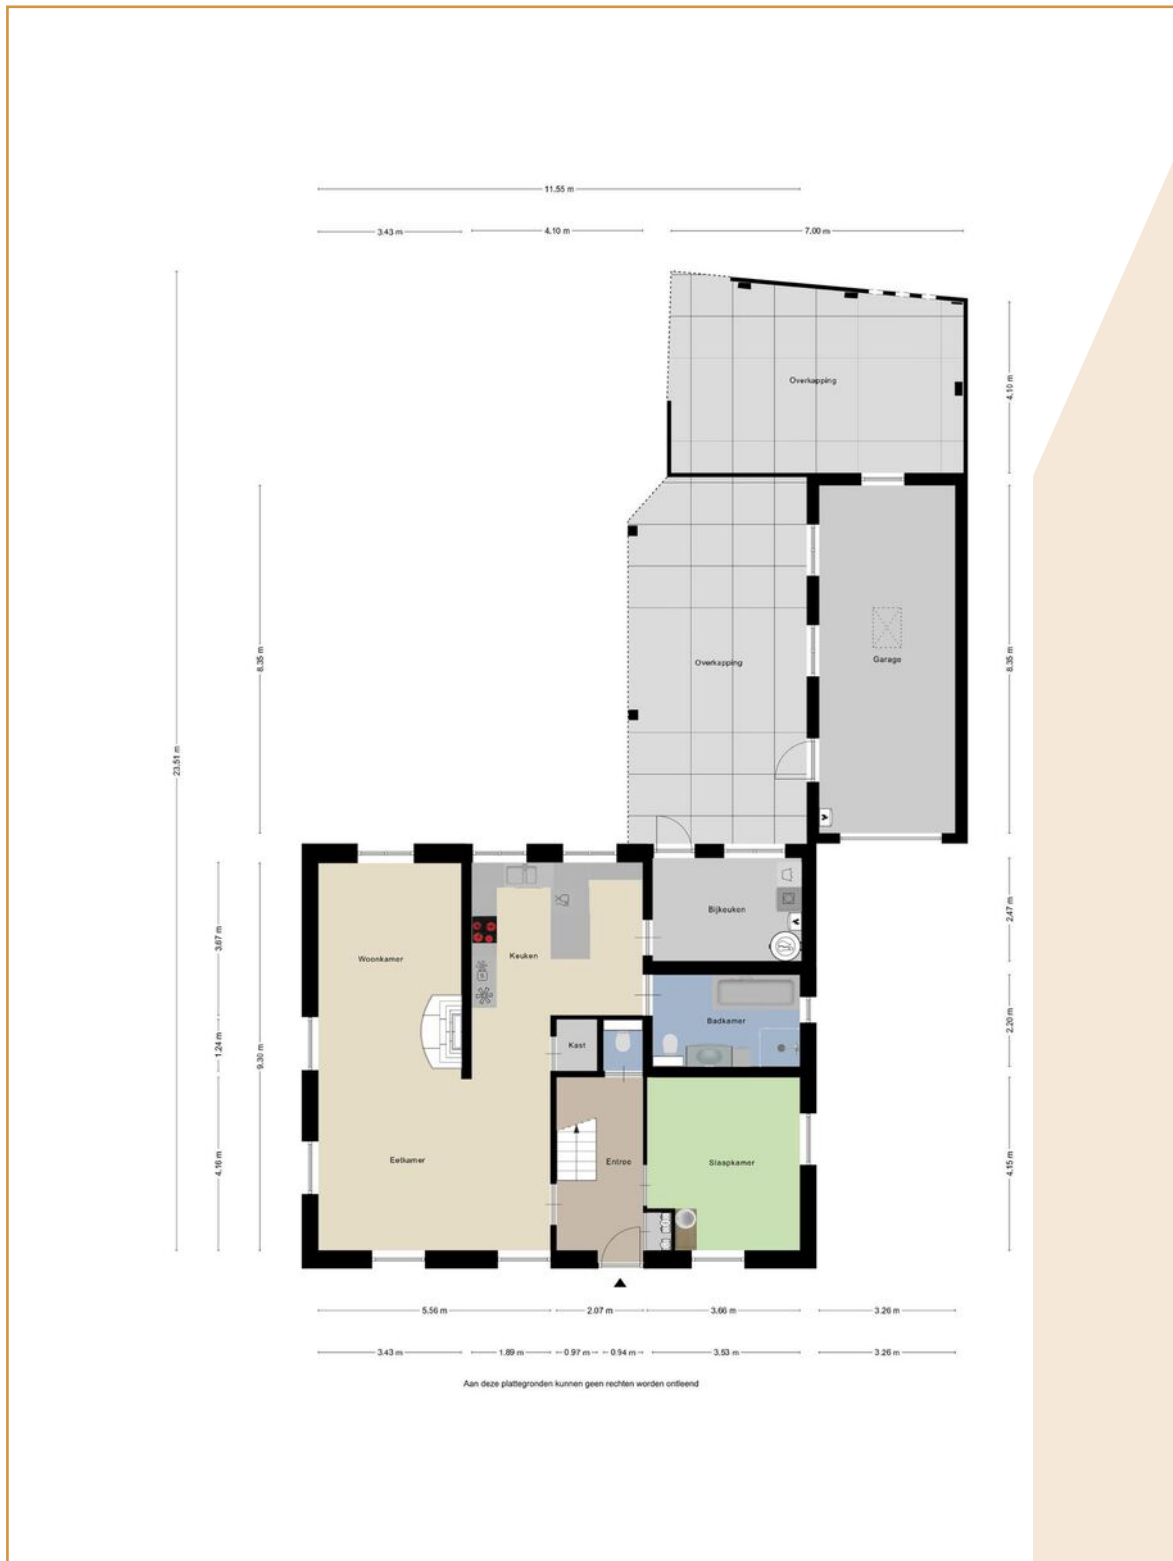 11.55 m
3.43 m
4.10 m
7.00 m
Overkapping
4.10 m
23.51 m
8.35 m
8.35 m
Overkapping
Garage
Bijkeuken
2.47 m
3.67 m
Woonkamer
Keuken
9.30 m
1.24 m
Badkamer
2.20 m
Kast
4.16 m
Eetkamer
Entree
Slaapkamer
4.15 m
5.56 m
2.07 m
3.66 m
3.26 m
3.43 m
1.89 m
0.97 m
0.94 m
3.53 m
3.26 m
Aan deze plattegronden kunnen geen rechten worden ontleend